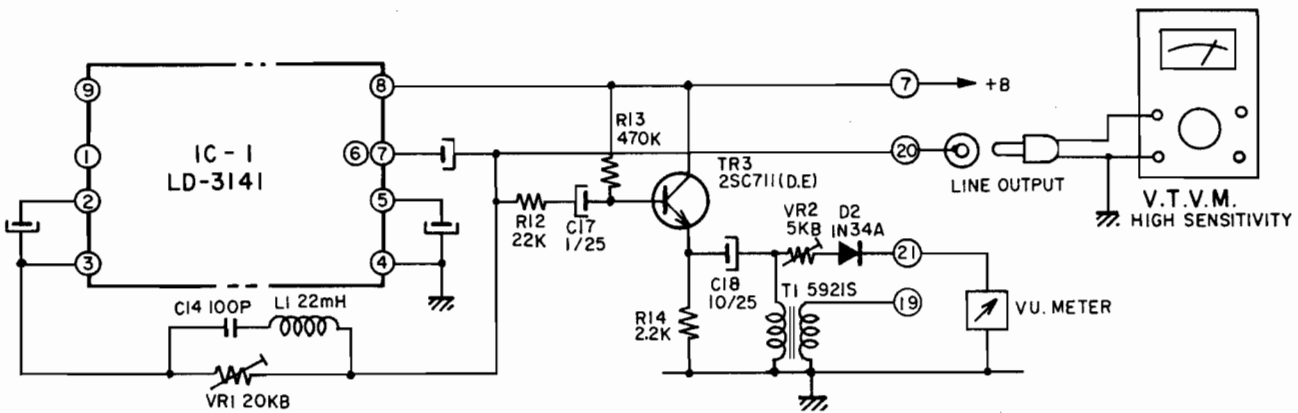 IC-1
LD-3141
9
1
2
3
8
6
7
5
4
C14 100P
L1 22mH
VR1 20KB
R12
22K
C17
1/25
R13
470K
TR3
2SC711(D.E)
R14
2.2K
C18
10/25
VR2
5KB
D2
1N34A
T1 5921S
7
+B
20
LINE OUTPUT
21
19
VU. METER
V.T.V.M.
HIGH SENSITIVITY